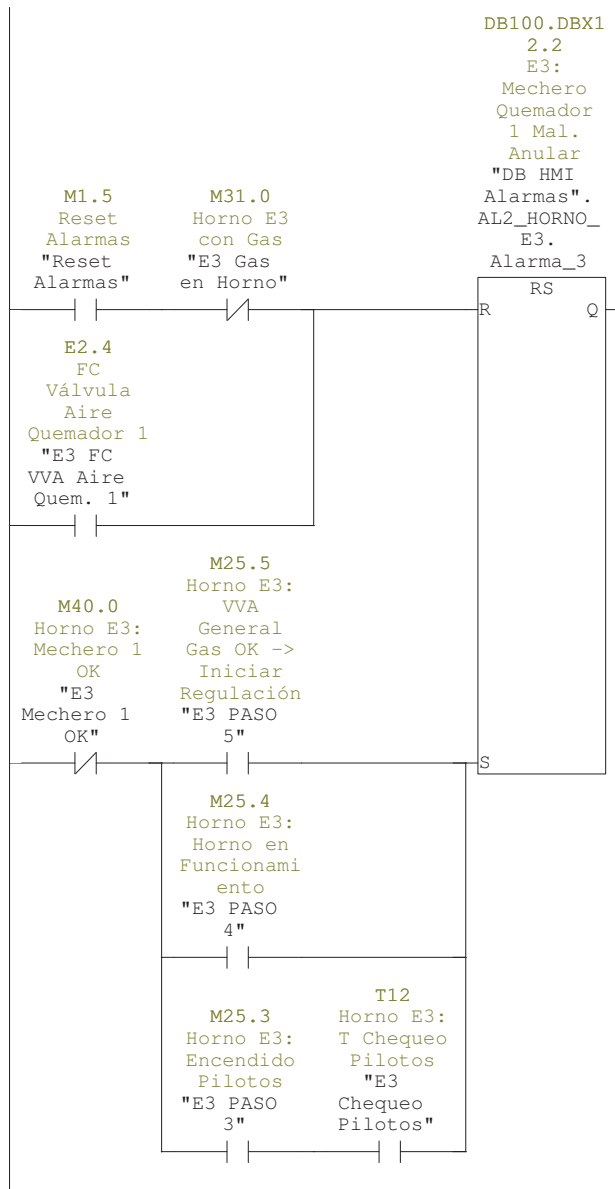 DB100.DBX1
2.2
E3:
Mechero
Quemador
1 Mal.
Anular
"DB HMI
Alarmas".
AL2_HORNO_
E3.
Alarma_3
M1.5
Reset
Alarmas
"Reset
Alarmas"
M31.0
Horno E3
con Gas
"E3 Gas
en Horno"
RS
R
Q
E2.4
FC
Válvula
Aire
Quemador 1
"E3 FC
VVA Aire
Quem. 1"
M40.0
Horno E3:
Mechero 1
OK
"E3
Mechero 1
OK"
M25.5
Horno E3:
VVA
General
Gas OK ->
Iniciar
Regulación
"E3 PASO
5"
S
M25.4
Horno E3:
Horno en
Funcionami
ento
"E3 PASO
4"
M25.3
Horno E3:
Encendido
Pilotos
"E3 PASO
3"
T12
Horno E3:
T Chequeo
Pilotos
"E3
Chequeo
Pilotos"